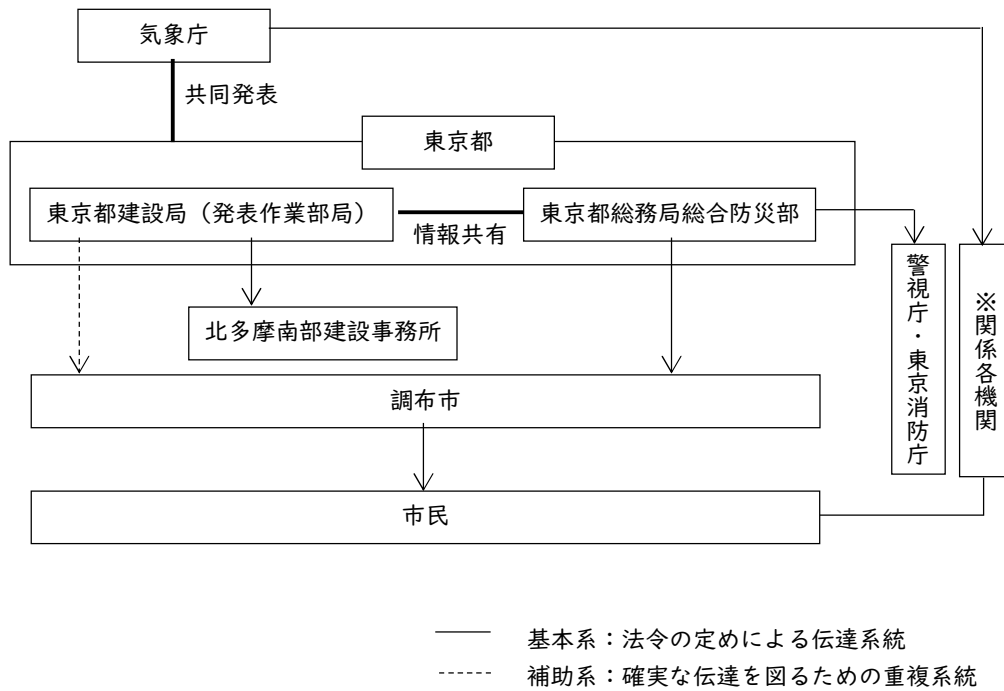 気象庁
共同発表
東京都
東京都建設局（発表作業部局）
情報共有
東京都総務局総合防災部
警視庁・東京消防庁
※関係各機関
北多摩南部建設事務所
調布市
市民
基本系：法令の定めによる伝達系統
補助系：確実な伝達を図るための重複系統